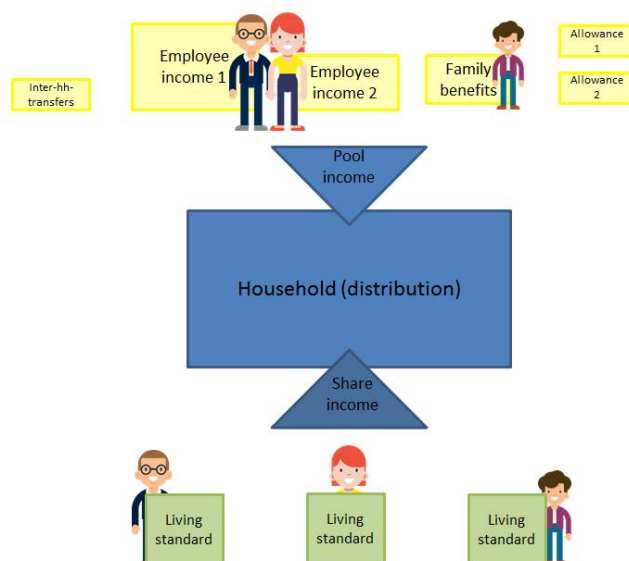 Employee
income 1
Employee
income 2
Family
benefits
Allowance
1
Inter-hh-
transfers
Allowance
2
Pool
income
Household (distribution)
Share
income
Living
standard
Living
standard
Living
standard